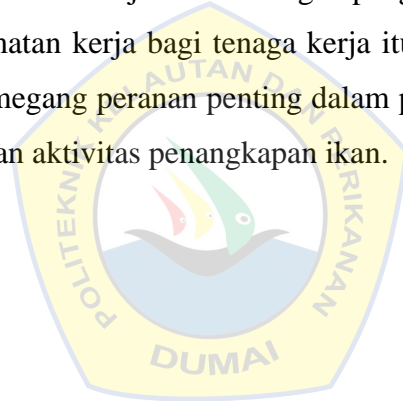 matan kerja bagi tenaga kerja itu
megang peranan penting dalam p
an aktivitas penangkapan ikan.
POLITEKNIK KELAUTAN DAN PERIKANAN
DUMAI